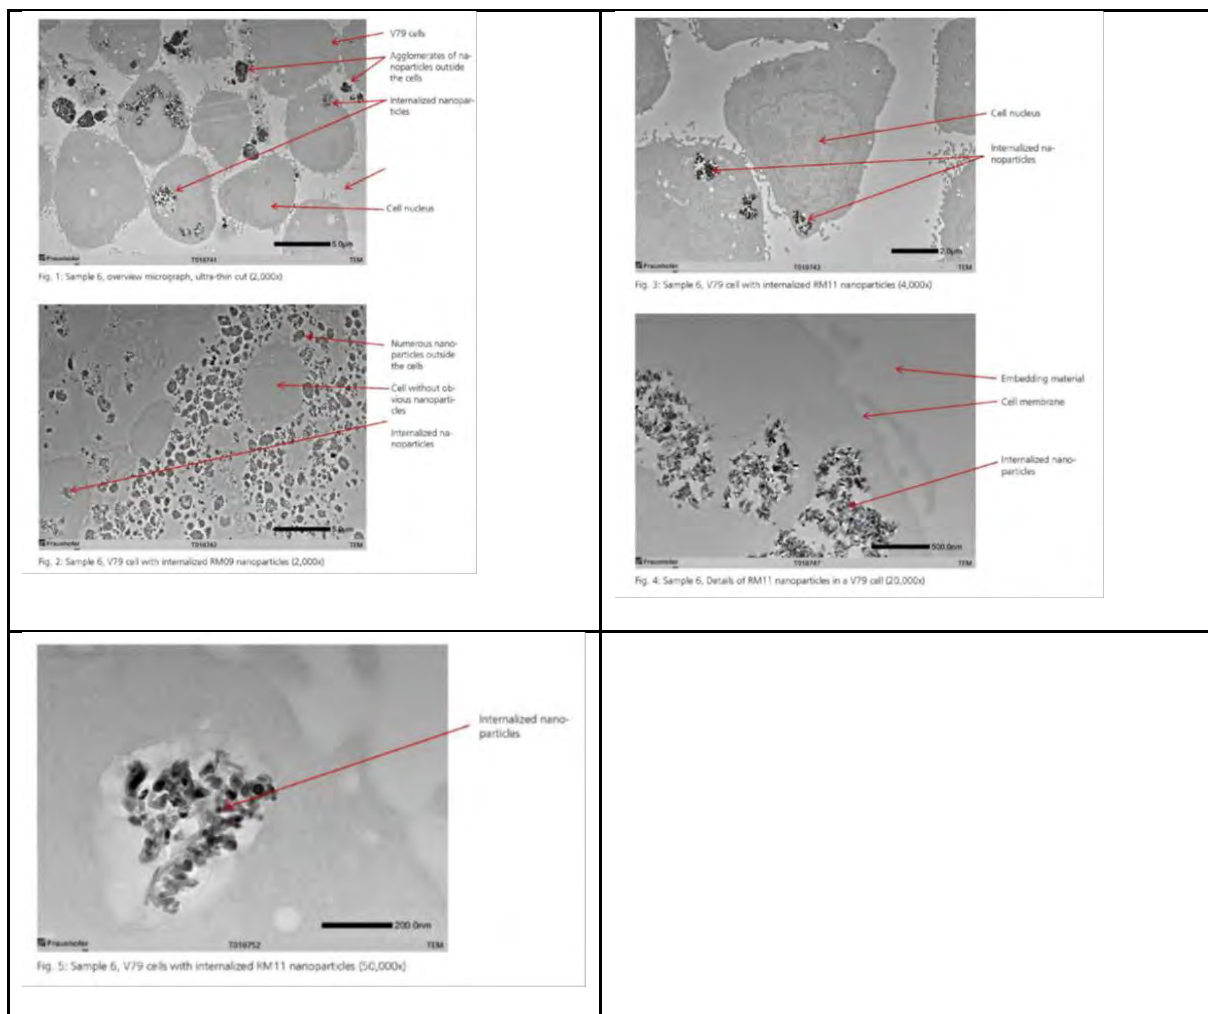 V79 cells
Agglomerates of na-
noparticles outside
the cells
Internalized nanopar-
ticles
Cell nucleus
5.0µm
Fraunhofer
T018741
TEM
Fig. 1: Sample 6, overview micrograph, ultra-thin cut (2,000x)
Numerous nano-
particles outside
the cells
Cell without ob-
vious nanoparti-
cles
Internalized na-
noparticles
5.0µm
TEM
Fig. 2: Sample 6, V79 cell with internalized RM09 nanoparticles (2,000x)
Cell nucleus
Internalized na-
noparticles
2.0µm
Fraunhofer
T018743
TEM
Fig. 3: Sample 6, V79 cell with internalized RM11 nanoparticles (4,000x)
Embedding material
Cell membrane
Internalized nano-
particles
500.0nm
Fraunhofer
T018747
TEM
Fig. 4: Sample 6, Details of RM11 nanoparticles in a V79 cell (20,000x)
Internalized nano-
particles
200.0nm
Fraunhofer
T018752
TEM
Fig. 5: Sample 6, V79 cells with internalized RM11 nanoparticles (50,000x)